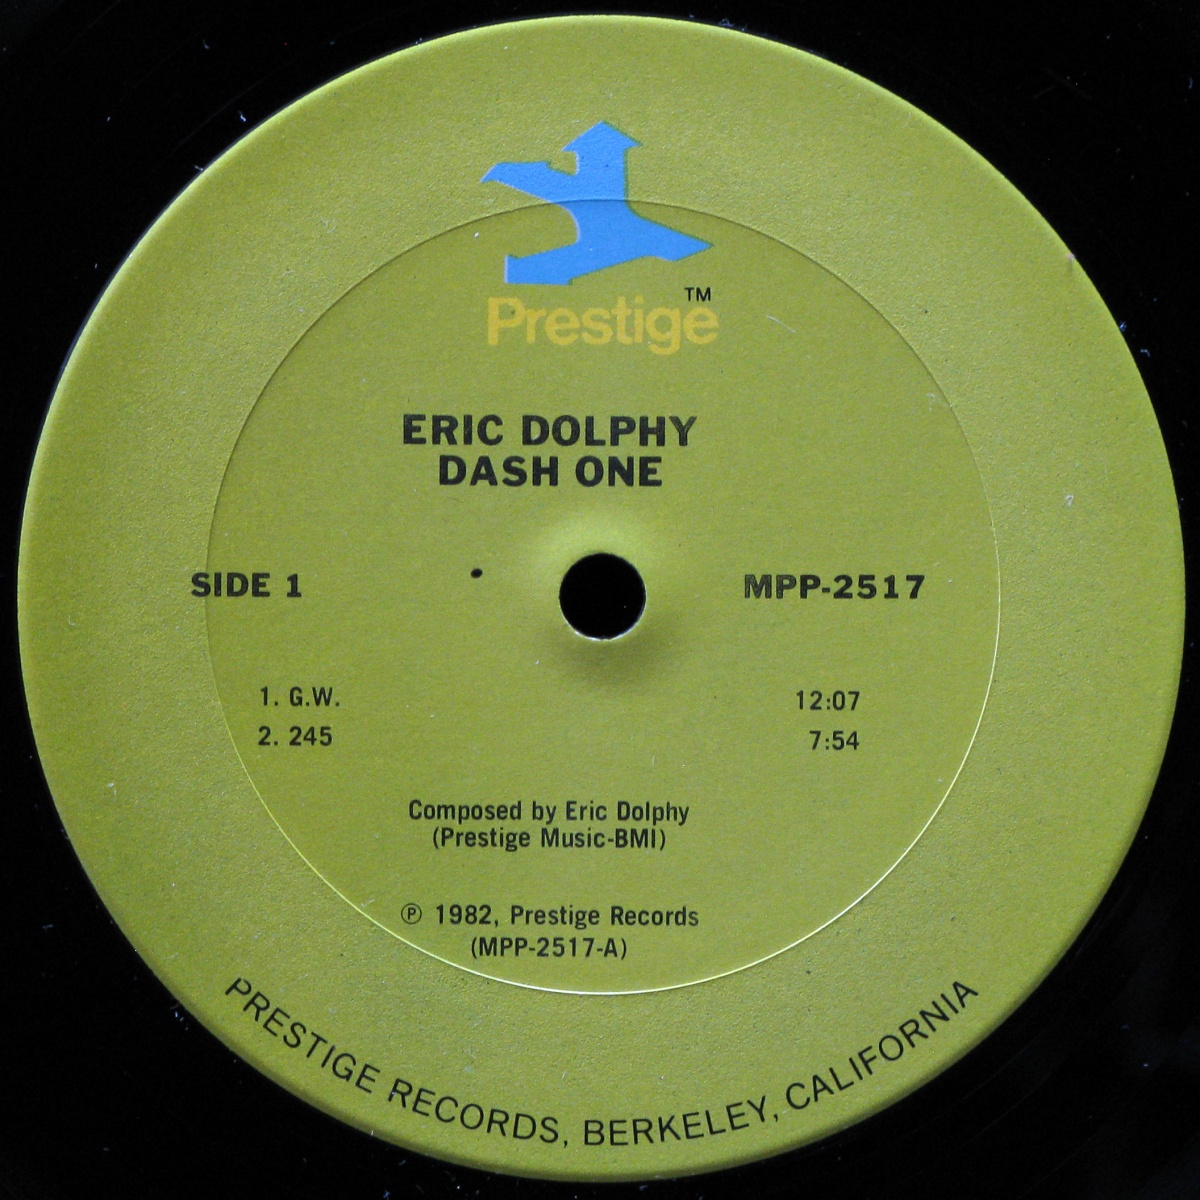 Prestige™
ERIC DOLPHY
DASH ONE
SIDE 1
MPP-2517
1. G.W. 12:07
2. 245 7:54
Composed by Eric Dolphy
(Prestige Music-BMI)
℗ 1982, Prestige Records
(MPP-2517-A)
PRESTIGE RECORDS, BERKELEY, CALIFORNIA